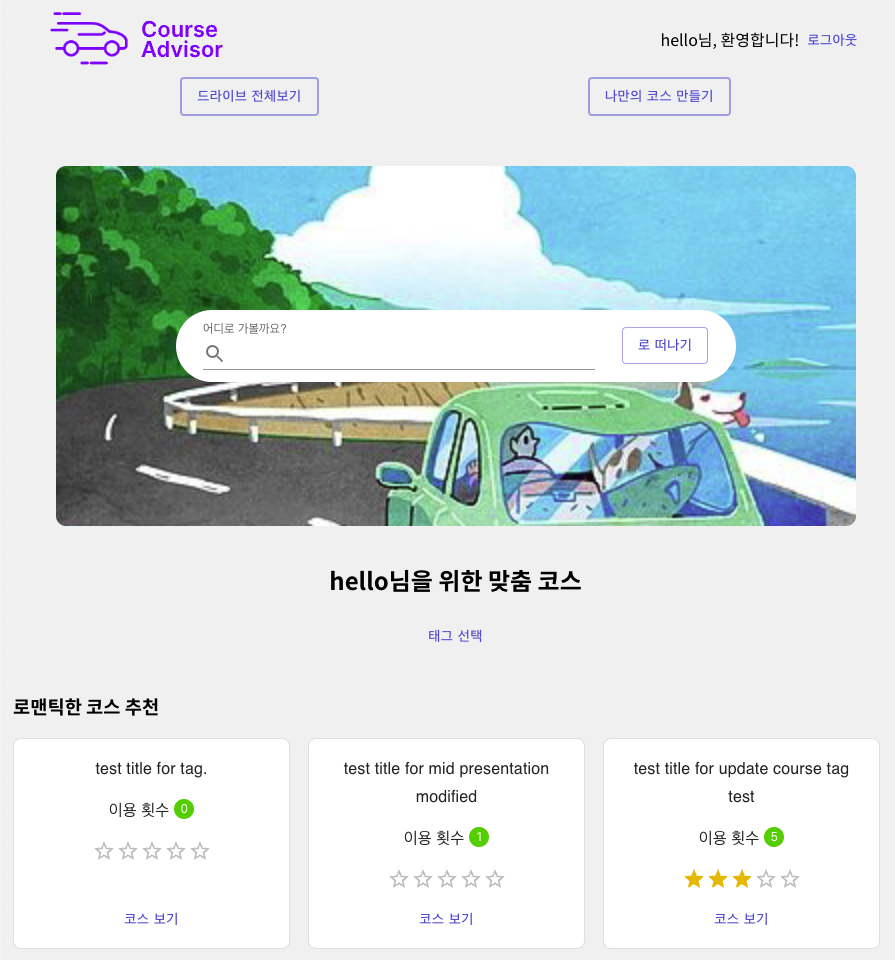 Course
Advisor
hello님, 환영합니다! 로그아웃
드라이브 전체보기
나만의 코스 만들기
어디로 가볼까요?
로 떠나기
hello님을 위한 맞춤 코스
태그 선택
로맨틱한 코스 추천
test title for tag.
이용 횟수 0
코스 보기
test title for mid presentation
modified
이용 횟수 1
코스 보기
test title for update course tag
test
이용 횟수 5
코스 보기